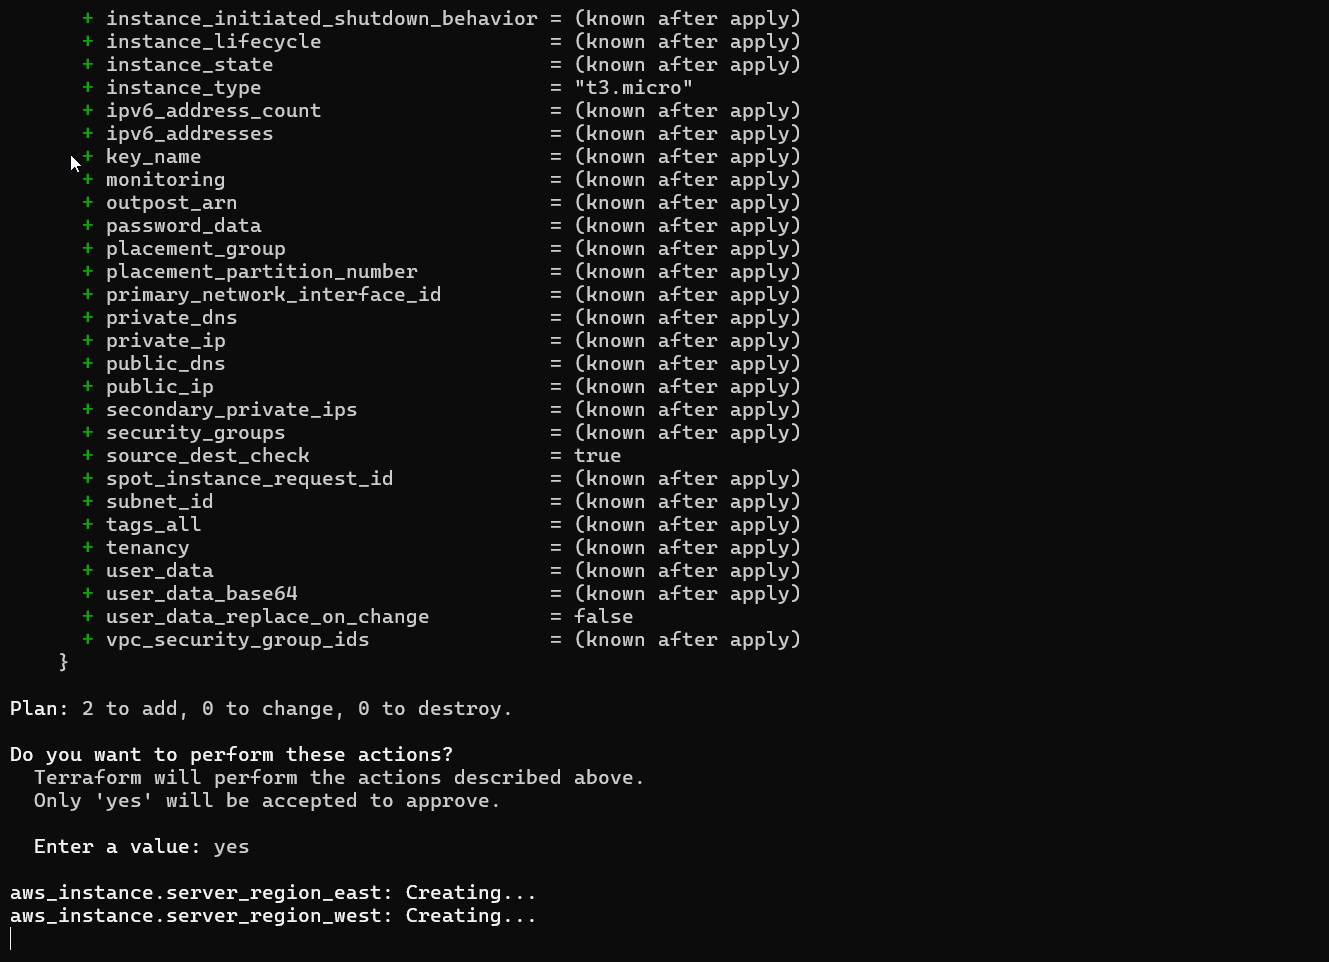 + instance_initiated_shutdown_behavior = (known after apply)
+ instance_lifecycle = (known after apply)
+ instance_state = (known after apply)
+ instance_type = "t3.micro"
+ ipv6_address_count = (known after apply)
+ ipv6_addresses = (known after apply)
+ key_name = (known after apply)
+ monitoring = (known after apply)
+ outpost_arn = (known after apply)
+ password_data = (known after apply)
+ placement_group = (known after apply)
+ placement_partition_number = (known after apply)
+ primary_network_interface_id = (known after apply)
+ private_dns = (known after apply)
+ private_ip = (known after apply)
+ public_dns = (known after apply)
+ public_ip = (known after apply)
+ secondary_private_ips = (known after apply)
+ security_groups = (known after apply)
+ source_dest_check = true
+ spot_instance_request_id = (known after apply)
+ subnet_id = (known after apply)
+ tags_all = (known after apply)
+ tenancy = (known after apply)
+ user_data = (known after apply)
+ user_data_base64 = (known after apply)
+ user_data_replace_on_change = false
+ vpc_security_group_ids = (known after apply)
}
Plan: 2 to add, 0 to change, 0 to destroy.
Do you want to perform these actions?
Terraform will perform the actions described above.
Only 'yes' will be accepted to approve.
Enter a value: yes
aws_instance.server_region_east: Creating...
aws_instance.server_region_west: Creating...